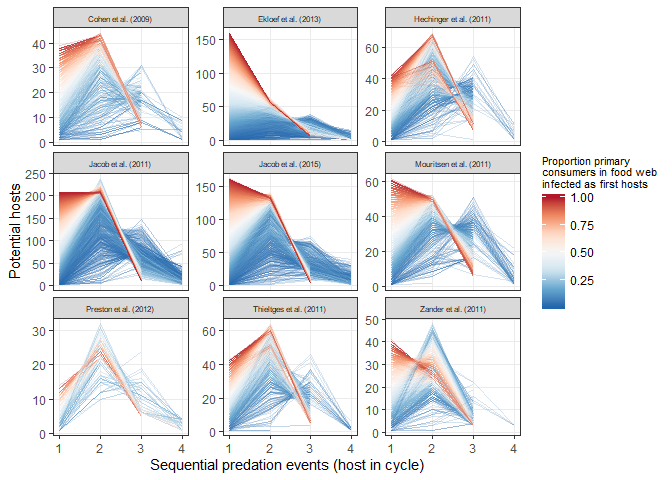 Cohen et al. (2009)
Ekloef et al. (2013)
Hechinger et al. (2011)
40
30
20
10
0
150
100
50
0
60
40
20
0
Jacob et al. (2011)
Jacob et al. (2015)
Mouritsen et al. (2011)
250
200
150
100
50
0
150
100
50
0
60
40
20
0
Preston et al. (2012)
Thieltges et al. (2011)
Zander et al. (2011)
30
20
10
0
60
40
20
0
50
40
30
20
10
0
1 2 3 4
1 2 3 4
1 2 3 4
Potential hosts
Sequential predation events (host in cycle)
Proportion primary
consumers in food web
infected as first hosts
1.00
0.75
0.50
0.25